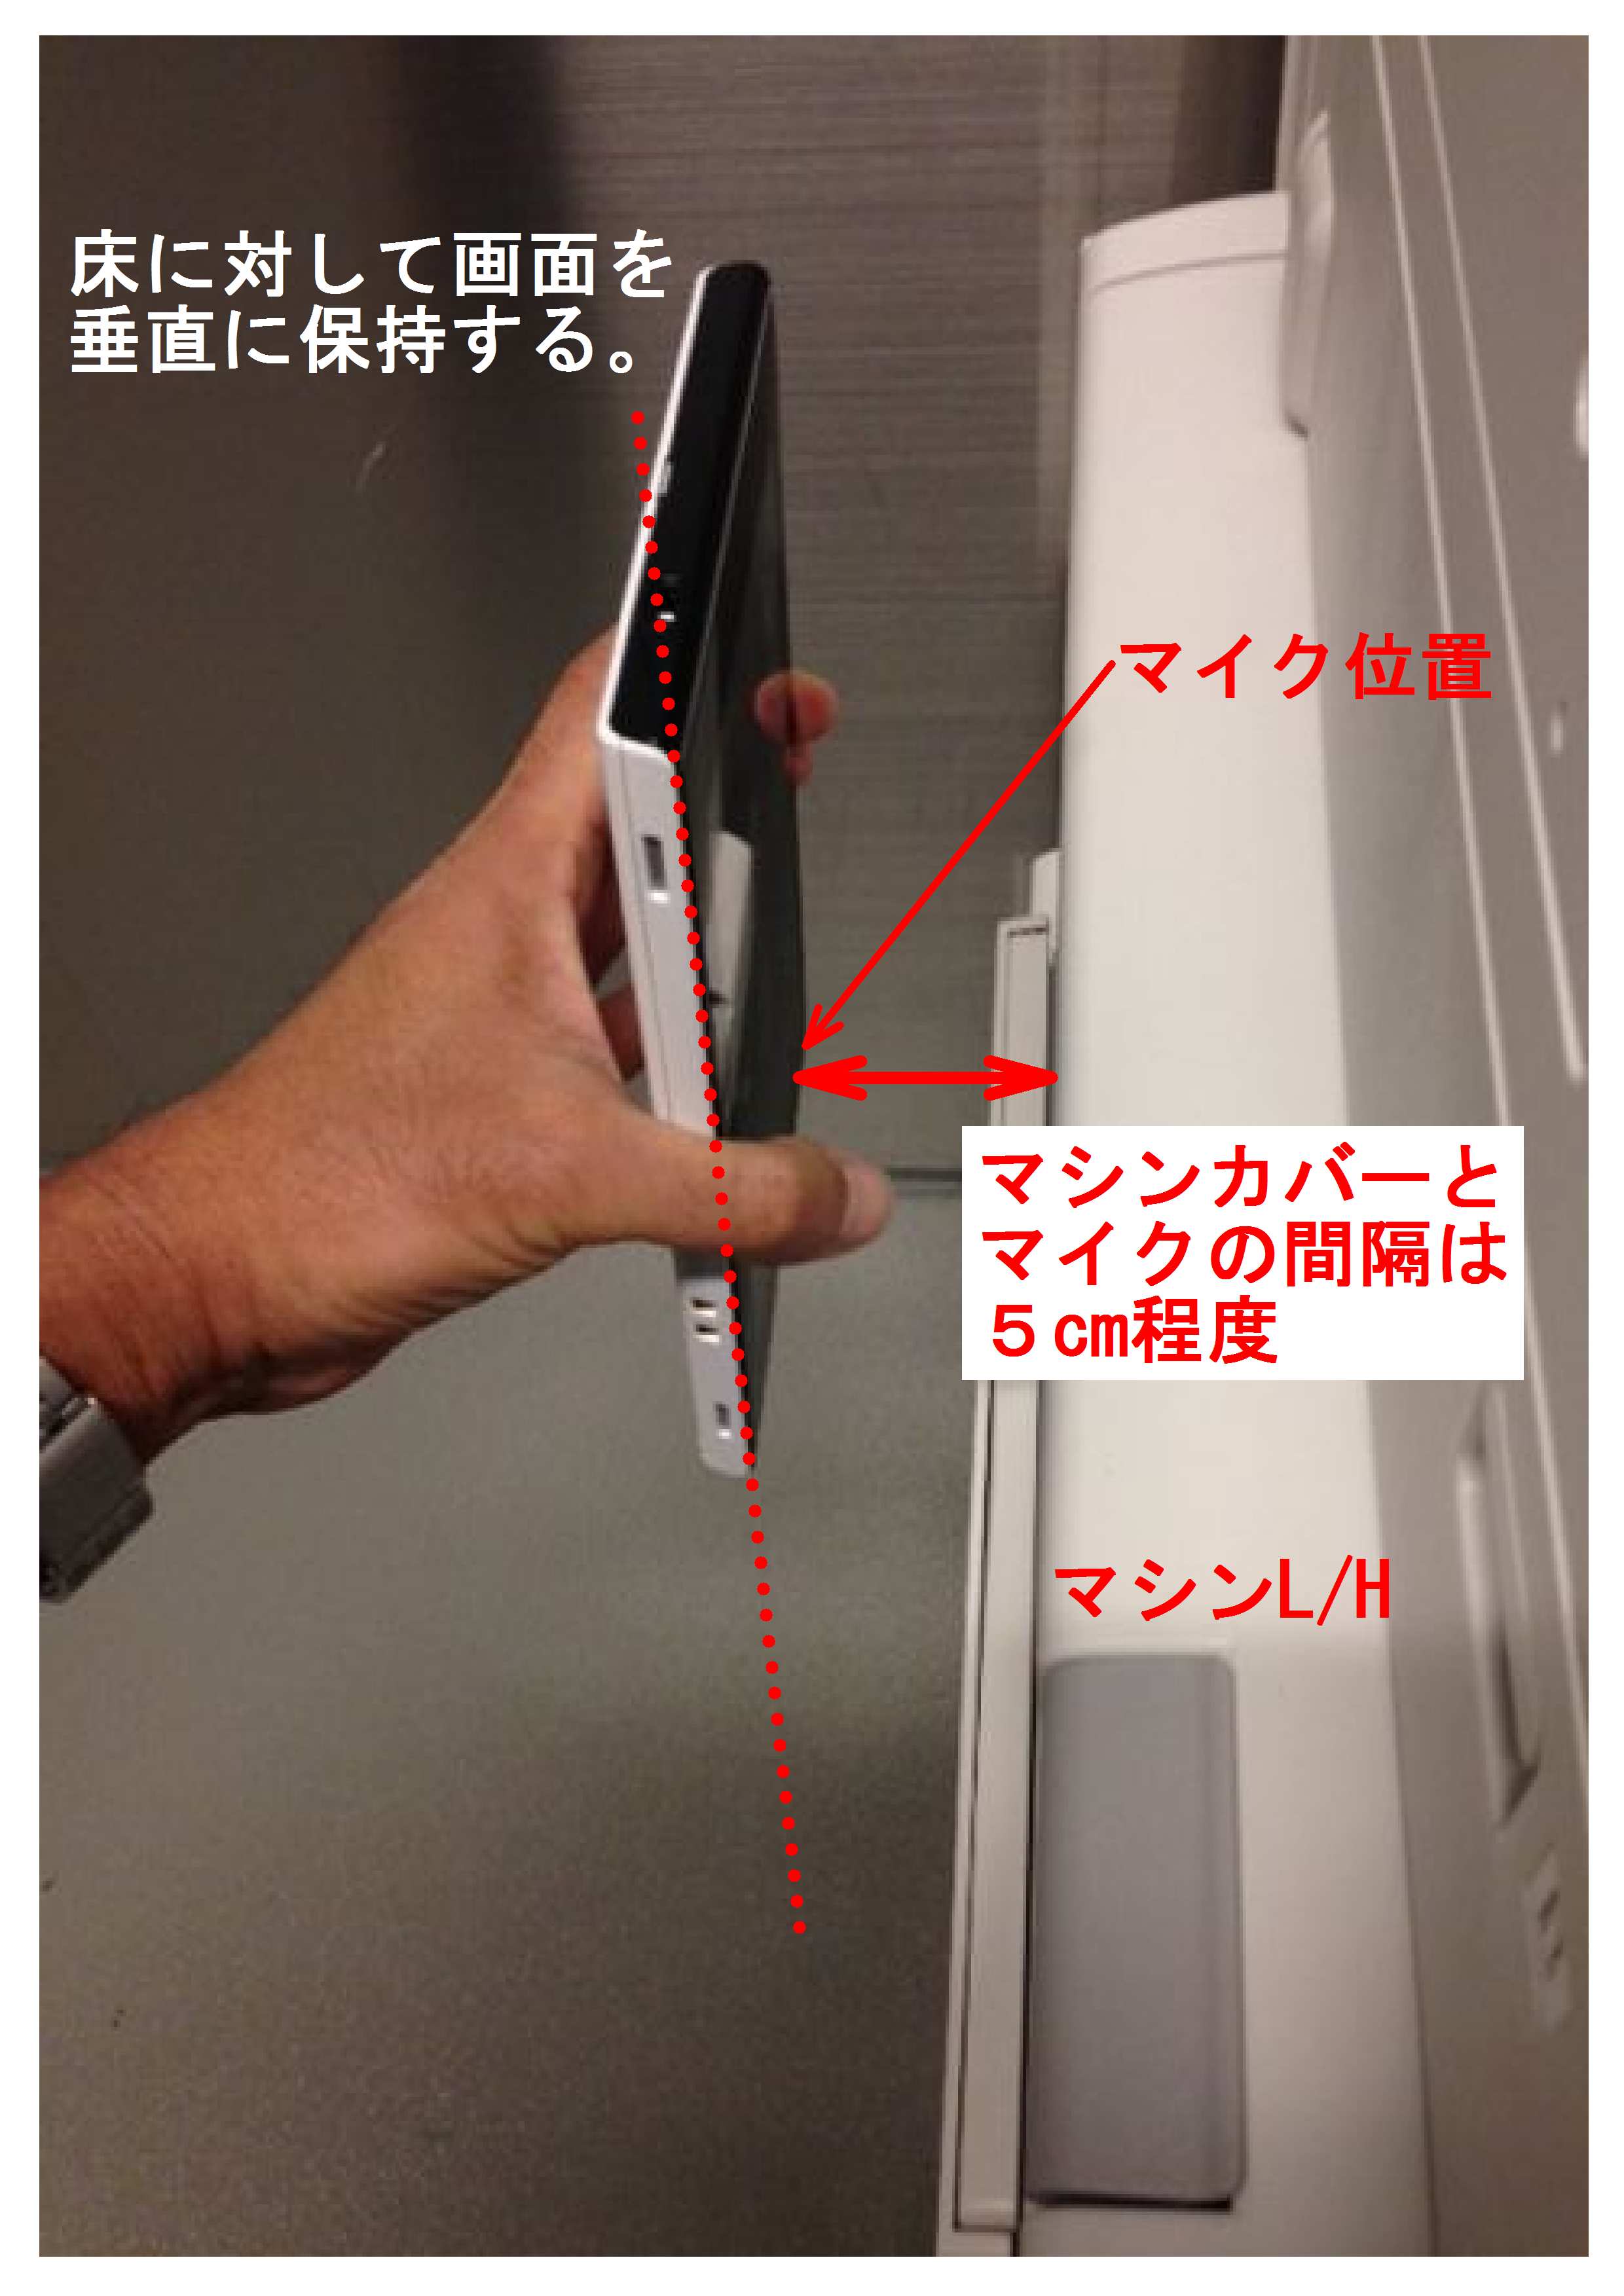 床に対して画面を
垂直に保持する。
マイク位置
マシンカバーと
マイクの間隔は
５cm程度
マシンL/H